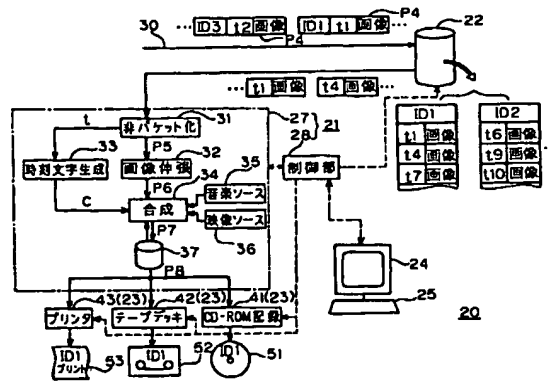 P4
… ID3 t2 画像 ID1 t1 画像 …
30
P4
22
… t1 画像 t4 画像 …
31
27
21
28
t
非パケット化
33
P5
32
時刻文字生成
画像伸張
35
制御部
34
P6
音楽ソース
C
合成
映像ソース
P7
36
37
P8
ID1
t1 画像
t4 画像
t7 画像
ID2
t6 画像
t9 画像
t10 画像
24
25
20
43(23)
42(23)
41(23)
プリンタ
テープデッキ
CD-ROM記録
ID1
プリント
ID1
ID1
53
52
51